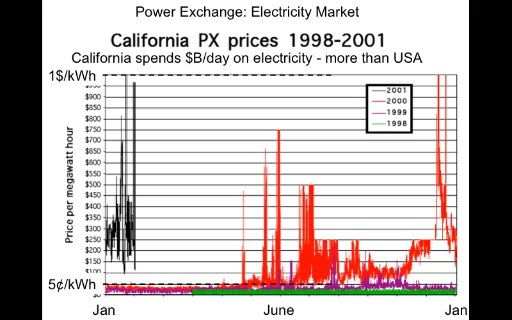 Power Exchange: Electricity Market
California PX prices 1998-2001
California spends $B/day on electricity - more than USA
1$/kWh
$950
$900
$850
$800
$750
$700
$650
$600
$550
$500
$450
$400
$350
$300
$250
$200
$150
$100
5¢/kWh
$0
Price per megawatt hour
2001
2000
1999
1998
Jan
June
Jan